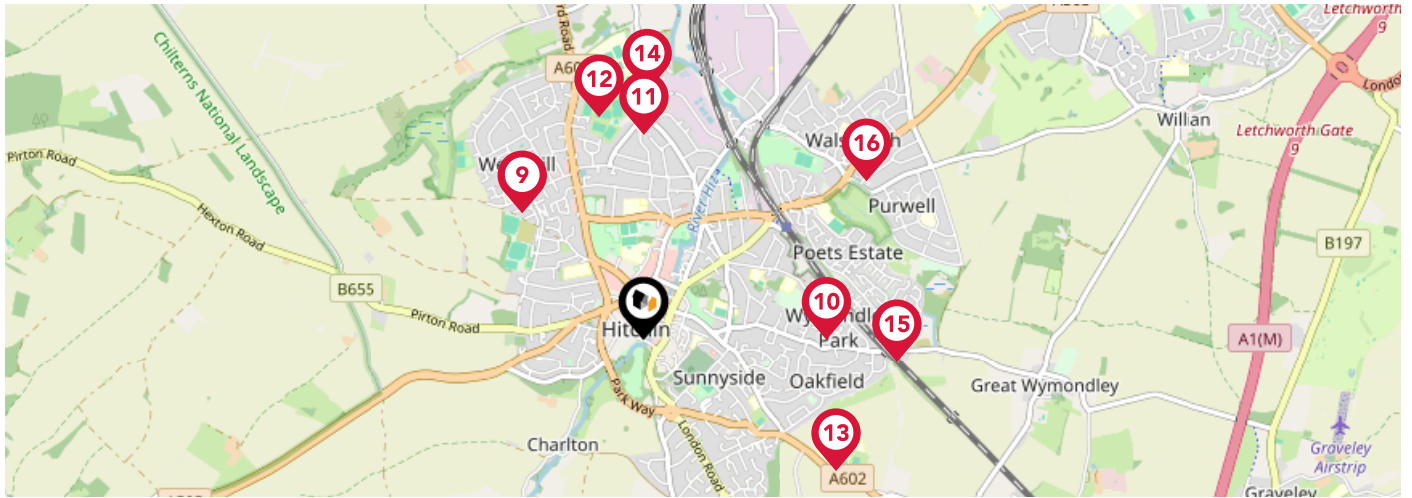 Letchworth
9
14
12
11
Chilterns National Landscape
London
Willian
Letchworth Gate
9
16
Pirton Road
9
Purwell
Hexton Road
River Hiz
B197
Poets Estate
B655
10
15
Pirton Road
Hitchin
Park
A1(M)
Sunnyside
Oakfield
Great Wymondley
Park Way
13
Charlton
London Road
A602
Graveley
Airstrip
Graveley